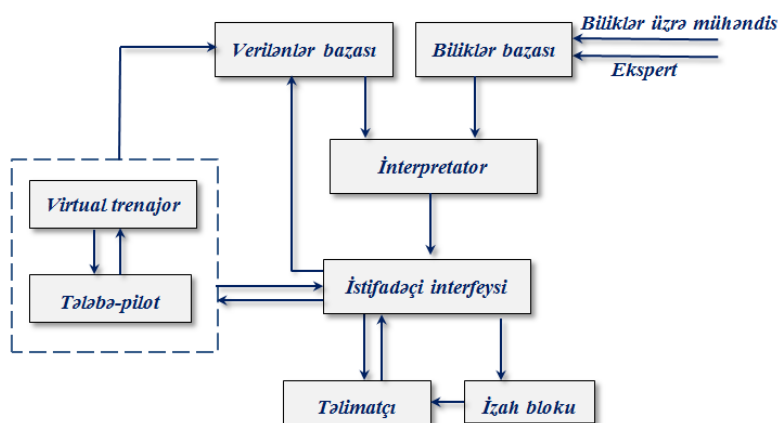 Biliklər üzrə mühəndis
Verilənlər bazası
Biliklər bazası
Ekspert
İnterpretator
Virtual trenajor
İstifadəçi interfeysi
Tələbə-pilot
Təlimatçı
İzah bloku